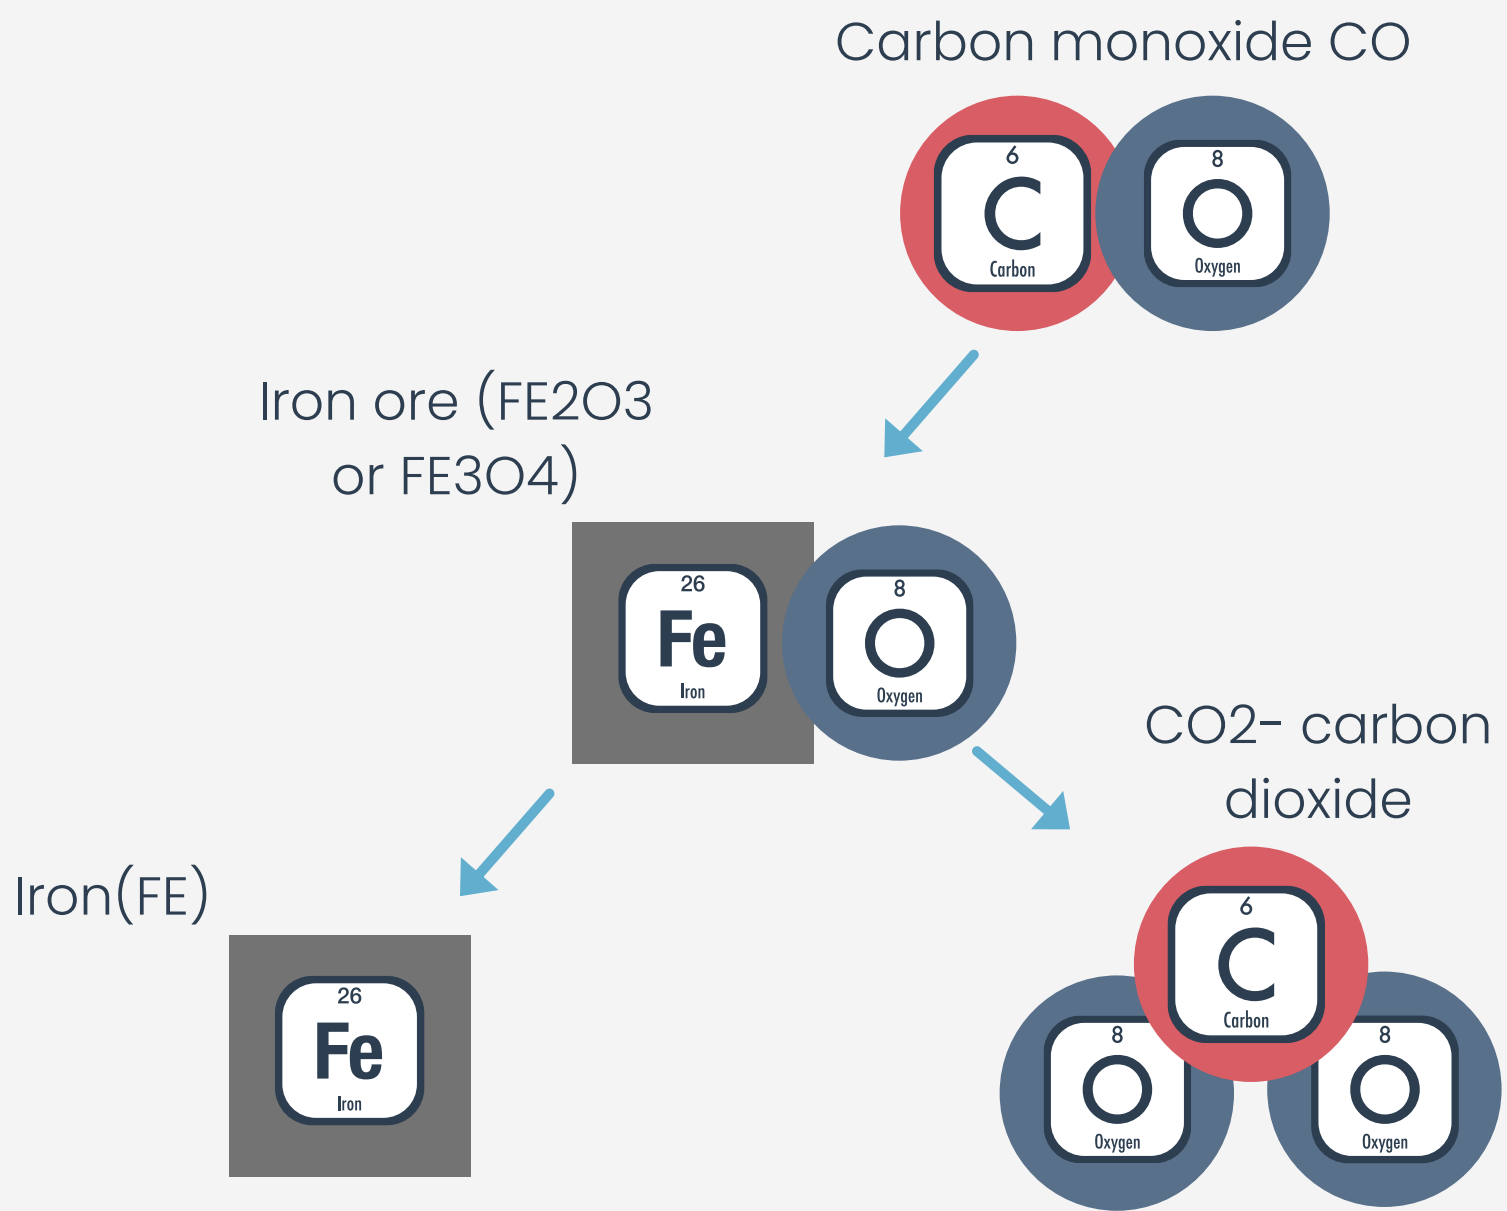 Carbon monoxide CO
6
C
Carbon
8
O
Oxygen
Iron ore (FE2O3
or FE3O4)
26
Fe
Iron
8
O
Oxygen
CO2- carbon
dioxide
Iron(FE)
26
Fe
Iron
6
C
Carbon
8
O
Oxygen
8
O
Oxygen